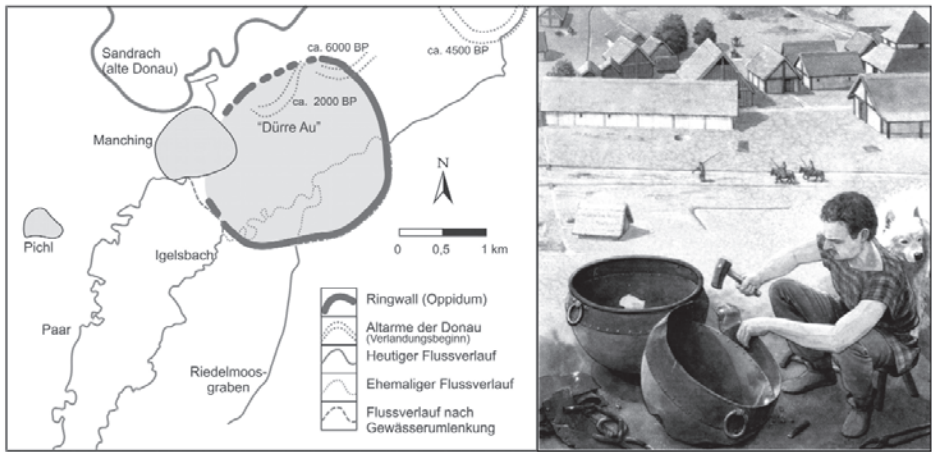 Sandrach
(alte Donau)
ca. 6000 BP
ca. 4500 BP
ca. 2000 BP
"Dürre Au"
Manching
N
0 0,5 1 km
Pichl
Igelsbach
Paar
Riedelmoos-
graben
Ringwall (Oppidum)
Altarme der Donau
(Verlandungsbeginn)
Heutiger Flussverlauf
Ehemaliger Flussverlauf
Flussverlauf nach
Gewässerumlenkung